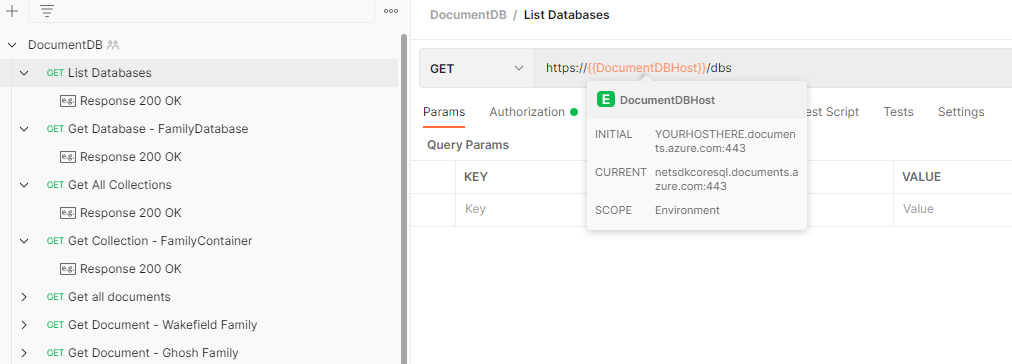 DocumentDB
GET List Databases
e.g. Response 200 OK
GET Get Database - FamilyDatabase
e.g. Response 200 OK
GET Get All Collections
e.g. Response 200 OK
GET Get Collection - FamilyContainer
e.g. Response 200 OK
GET Get all documents
GET Get Document - Wakefield Family
GET Get Document - Ghosh Family
DocumentDB / List Databases
GET
https://{{DocumentDBHost}}/dbs
Params Authorization est Script Tests Settings
Query Params
KEY VALUE
Key Value
E DocumentDBHost
INITIAL YOURHOSTHERE.documen
ts.azure.com:443
CURRENT netsdkcoresql.documents.a
zure.com:443
SCOPE Environment